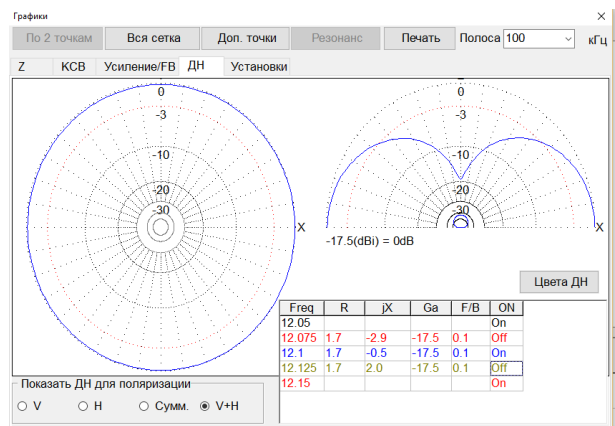 Графики
По 2 точкам Вся сетка Доп. точки Резонанс Печать Полоса 100 кГц
Z КСВ Усиление/FB ДН Установки
0
-3
-10
-20
-30
X
0
-3
-10
-20
-30
X
-17.5(dBi) = 0dB
Цвета ДН
Freq R jX Ga F/B ON
12.05 On
12.075 1.7 -2.9 -17.5 0.1 Off
12.1 1.7 -0.5 -17.5 0.1 On
12.125 1.7 2.0 -17.5 0.1 Off
12.15 On
Показать ДН для поляризации
V H Сумм. V+H